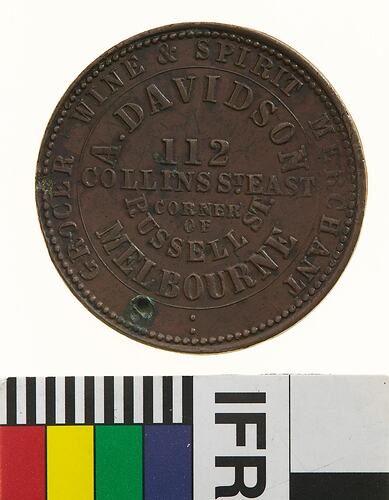 GROCER WINE & SPIRIT MERCHANT
A. DAVIDSON
112
COLLINS ST. EAST
CORNER
OF
RUSSELL ST.
MELBOURNE
IFR